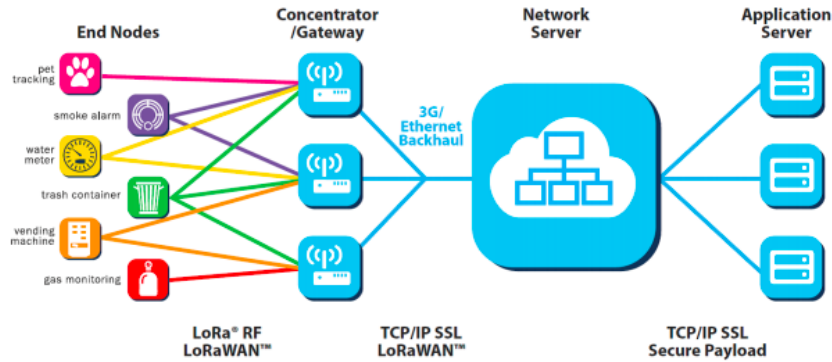 End Nodes
Concentrator
/Gateway
Network
Server
Application
Server
pet
tracking
smoke alarm
water
meter
trash container
vending
machine
gas monitoring
3G/
Ethernet
Backhaul
LoRa® RF
LoRaWAN™
TCP/IP SSL
LoRaWAN™
TCP/IP SSL
Secure Payload